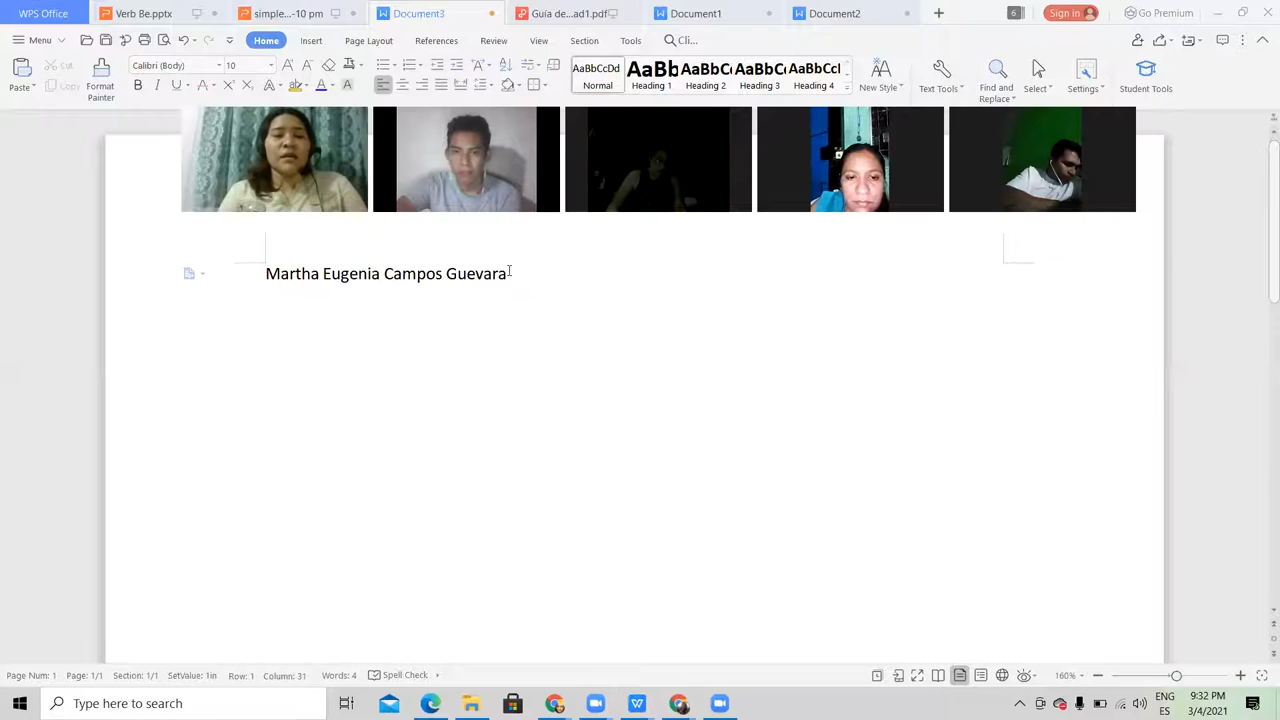 WPS Office
Verb Be.pptx
simple...-10 pm
Document3
Guía de...ad1.pdf
Document1
Document2
6
Sign in
Go Premium
Menu
Home
Insert
Layout
References
Review
View
Section
Tools
Cli...
Paste
Format Painter
Calibri (Body)
10
AaBbCcDd
Normal
AaBb
Heading 1
AaBbC
Heading 2
AaBbC
Heading 3
AaBbCcl
Heading 4
New Style
Text Tools
Find and Replace
Select
Settings
Student Tools
Martha Eugenia Campos Guevara
Page Num: 1
Page: 1/1
Section: 1/1
Row: 1
Column: 31
Words: 4
Spell Check
160%
Type here to search
ENG
ES
9:32 PM
3/4/2021